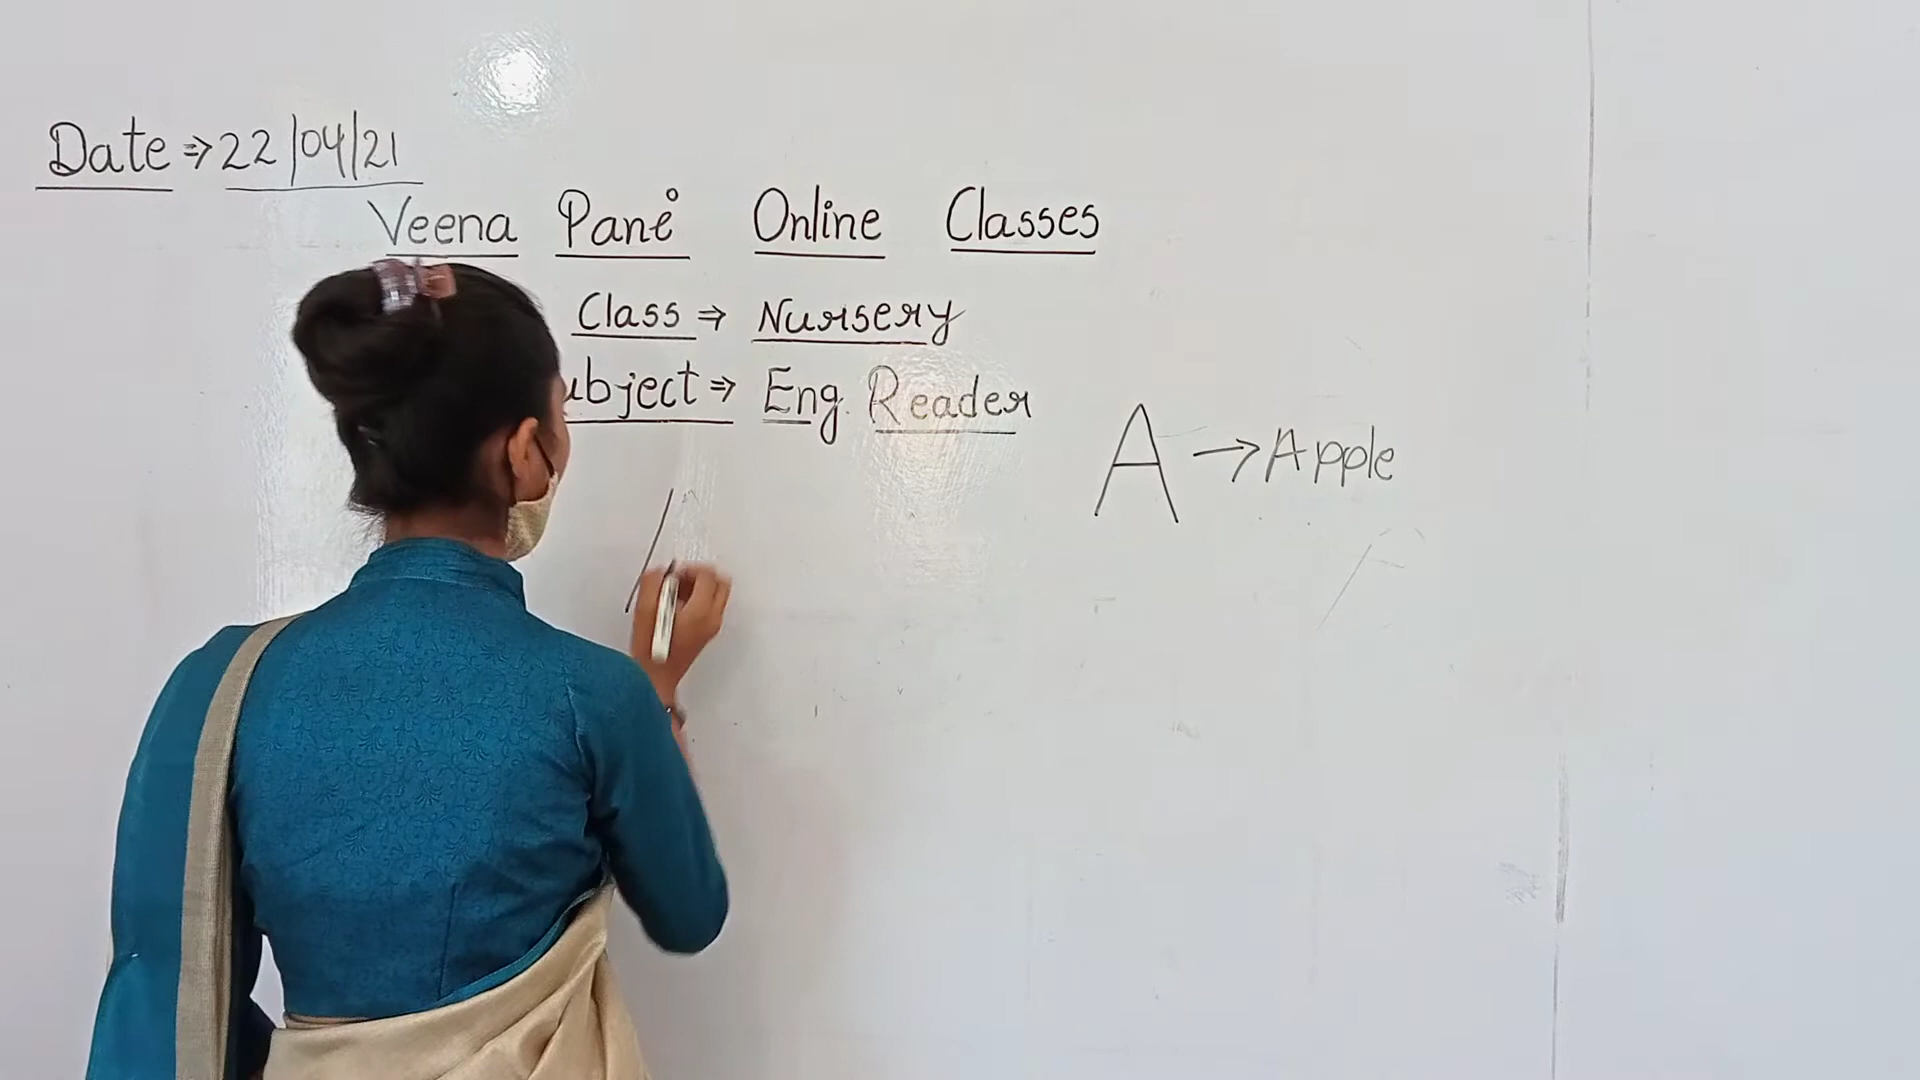 Date ⇒ 22/04/21
Veena Pani Online Classes
Class ⇒ Nursery
ubject ⇒ Eng. Reader
A → Apple